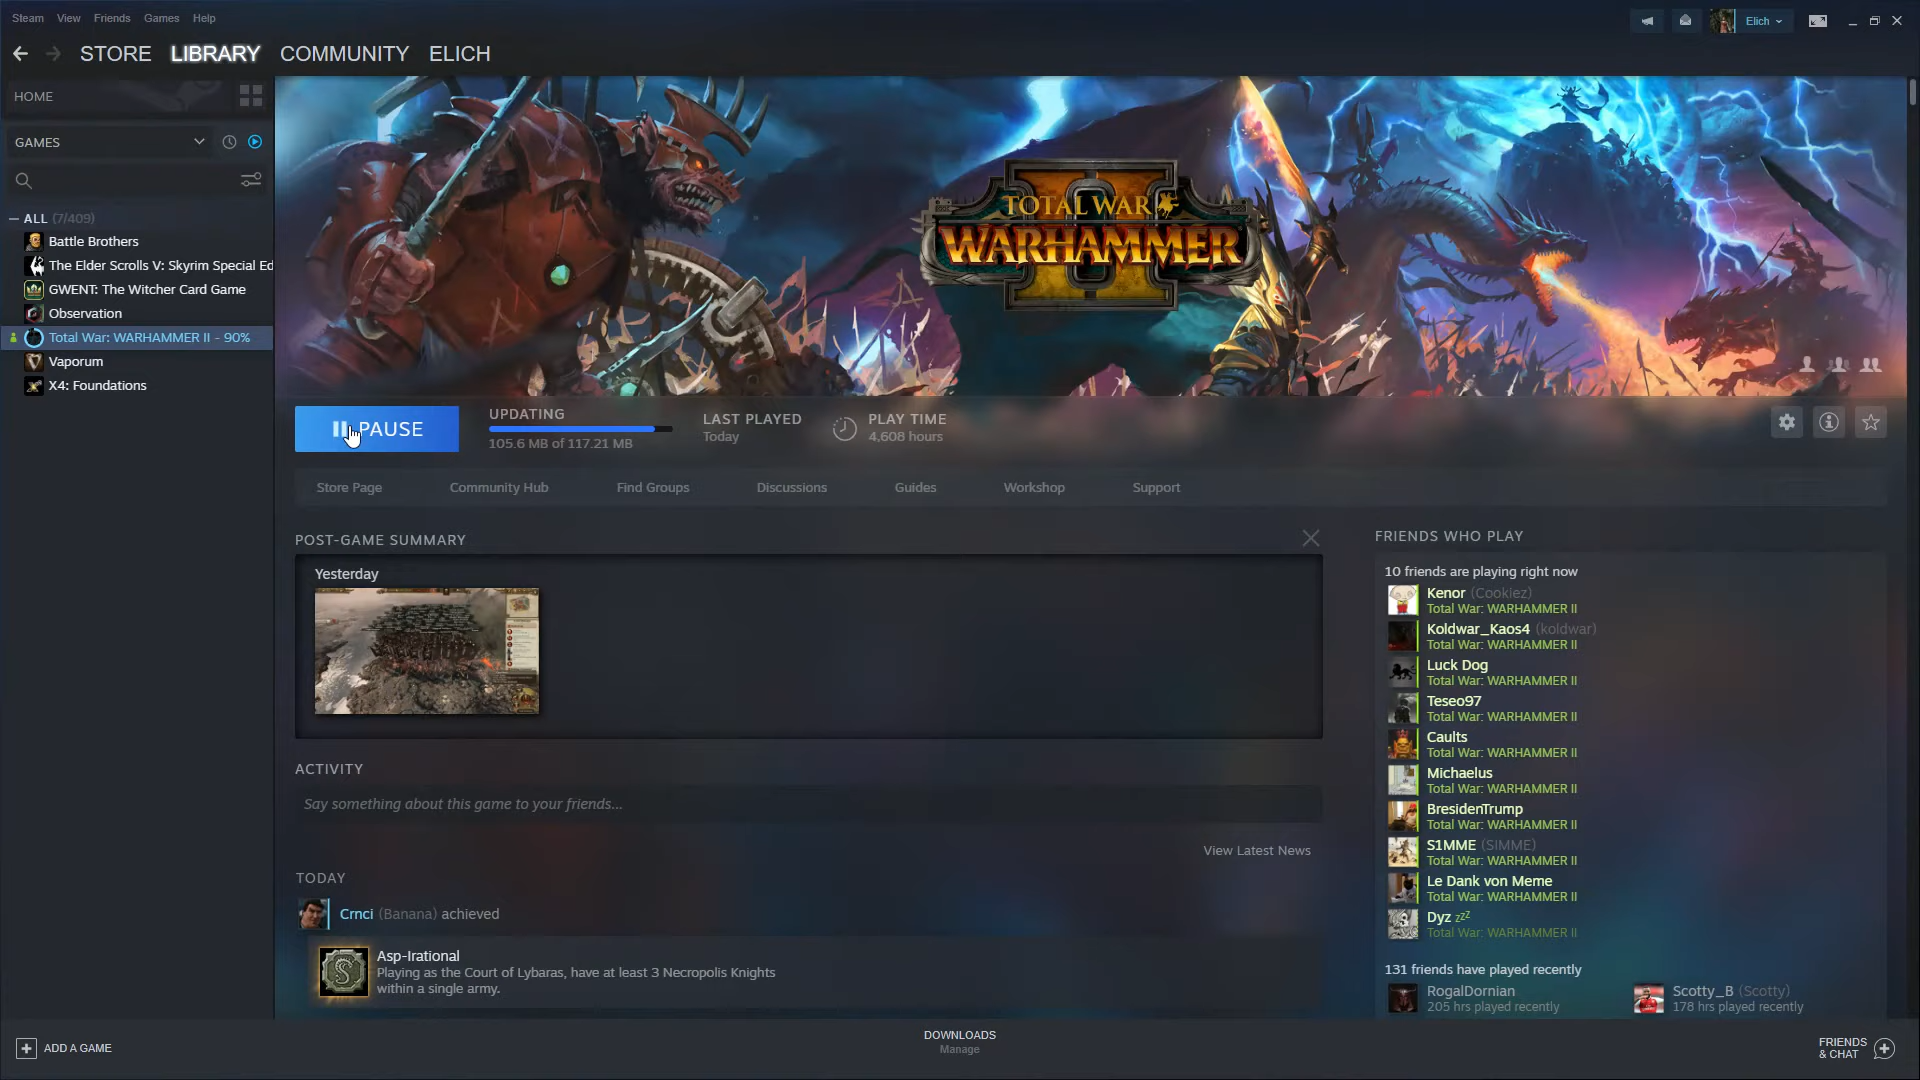 Steam View Friends Games Help
Elich
STORE LIBRARY COMMUNITY ELICH
HOME
GAMES
ALL (7/409)
Battle Brothers
The Elder Scrolls V: Skyrim Special Ed
GWENT: The Witcher Card Game
Observation
Total War: WARHAMMER II - 90%
Vaporum
X4: Foundations
TOTAL WAR
WARHAMMER
II
PAUSE
UPDATING
105.6 MB of 117.21 MB
LAST PLAYED
Today
PLAY TIME
4,608 hours
Store Page Community Hub Find Groups Discussions Guides Workshop Support
POST-GAME SUMMARY
Yesterday
ACTIVITY
Say something about this game to your friends...
View Latest News
TODAY
Crnci (Banana) achieved
Asp-Irational
Playing as the Court of Lybaras, have at least 3 Necropolis Knights
within a single army.
FRIENDS WHO PLAY
10 friends are playing right now
Kenor (Cookiez)
Total War: WARHAMMER II
Koldwar_Kaos4 (koldwar)
Total War: WARHAMMER II
Luck Dog
Total War: WARHAMMER II
Teseo97
Total War: WARHAMMER II
Caults
Total War: WARHAMMER II
Michaelus
Total War: WARHAMMER II
BresidenTrump
Total War: WARHAMMER II
S1MME (SIMME)
Total War: WARHAMMER II
Le Dank von Meme
Total War: WARHAMMER II
Dyz zzz
Total War: WARHAMMER II
131 friends have played recently
RogalDornian
205 hrs played recently
Scotty_B (Scotty)
178 hrs played recently
ADD A GAME
DOWNLOADS
Manage
FRIENDS
& CHAT